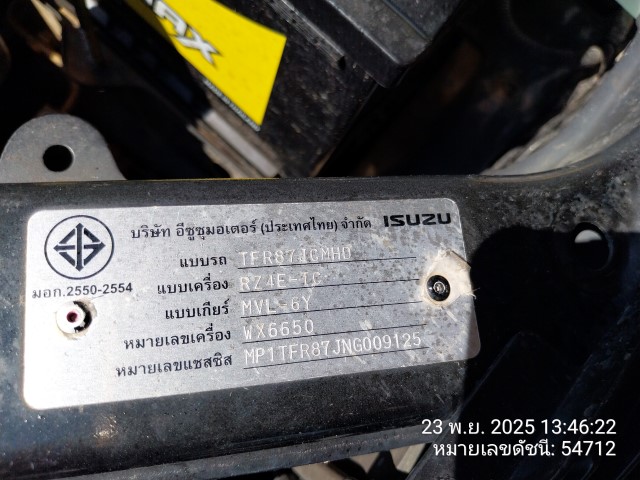 MAX
บริษัท อีซูซุมอเตอร์ (ประเทศไทย) จำกัด ISUZU
มอก.2550-2554
แบบรถ TFR87JCMHD
แบบเครื่อง RZ4E-TC
แบบเกียร์ MVL-6Y
หมายเลขเครื่อง WX6650
หมายเลขแชสซิส MP1TFR87JNG009125
23 พ.ย. 2025 13:46:22
หมายเลขดัชนี: 54712